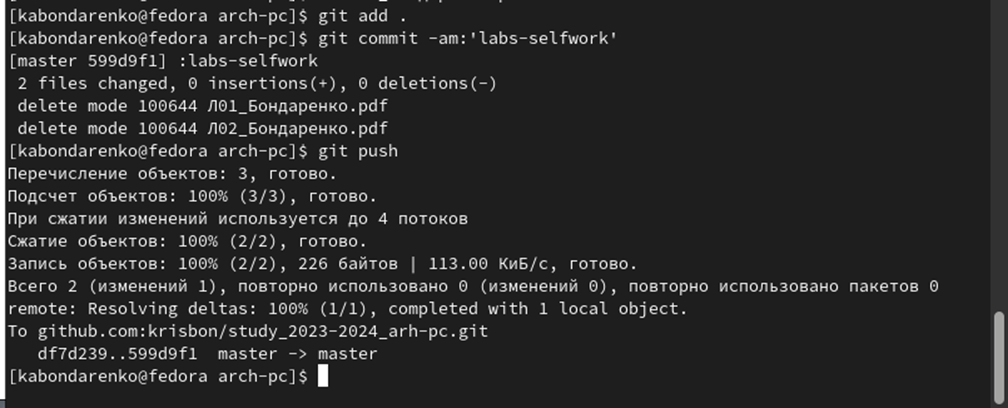 [kabondarenko@fedora arch-pc]$ git add .
[kabondarenko@fedora arch-pc]$ git commit -am:'labs-selfwork'
[master 599d9f1] :labs-selfwork
 2 files changed, 0 insertions(+), 0 deletions(-)
 delete mode 100644 Л01_Бондаренко.pdf
 delete mode 100644 Л02_Бондаренко.pdf
[kabondarenko@fedora arch-pc]$ git push
Перечисление объектов: 3, готово.
Подсчет объектов: 100% (3/3), готово.
При сжатии изменений используется до 4 потоков
Сжатие объектов: 100% (2/2), готово.
Запись объектов: 100% (2/2), 226 байтов | 113.00 КиБ/с, готово.
Всего 2 (изменений 1), повторно использовано 0 (изменений 0), повторно использовано пакетов 0
remote: Resolving deltas: 100% (1/1), completed with 1 local object.
To github.com:krisbon/study_2023-2024_arh-pc.git
   df7d239..599d9f1  master -> master
[kabondarenko@fedora arch-pc]$